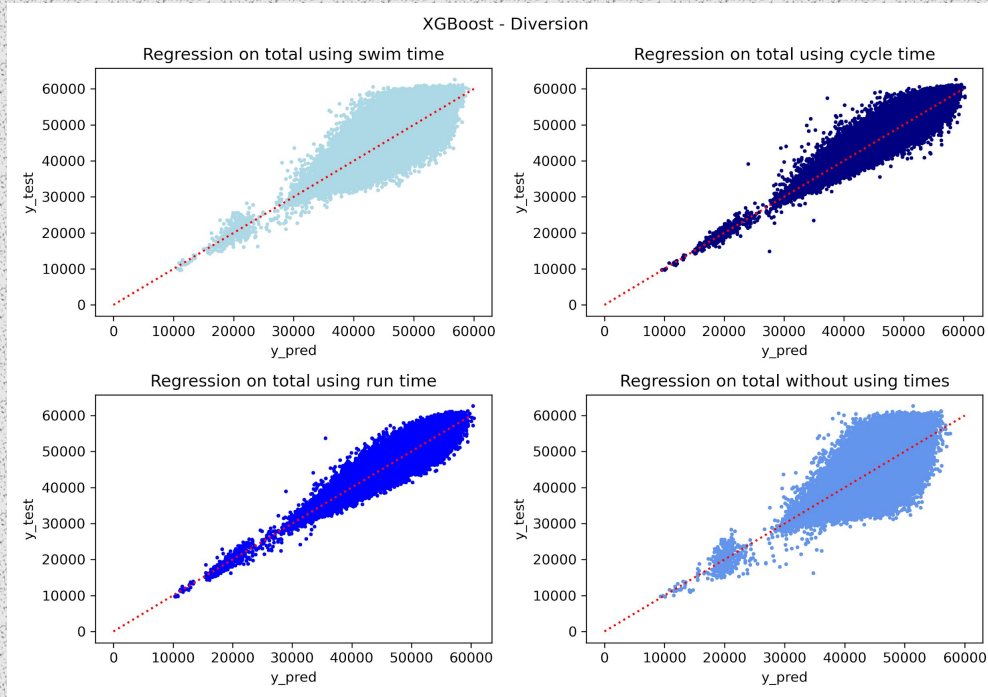 XGBoost - Diversion
Regression on total using swim time
60000
50000
40000
30000
20000
10000
0
y_test
0 10000 20000 30000 40000 50000 60000
y_pred
Regression on total using cycle time
60000
50000
40000
30000
20000
10000
0
y_test
0 10000 20000 30000 40000 50000 60000
y_pred
Regression on total using run time
60000
50000
40000
30000
20000
10000
0
y_test
0 10000 20000 30000 40000 50000 60000
y_pred
Regression on total without using times
60000
50000
40000
30000
20000
10000
0
y_test
0 10000 20000 30000 40000 50000 60000
y_pred